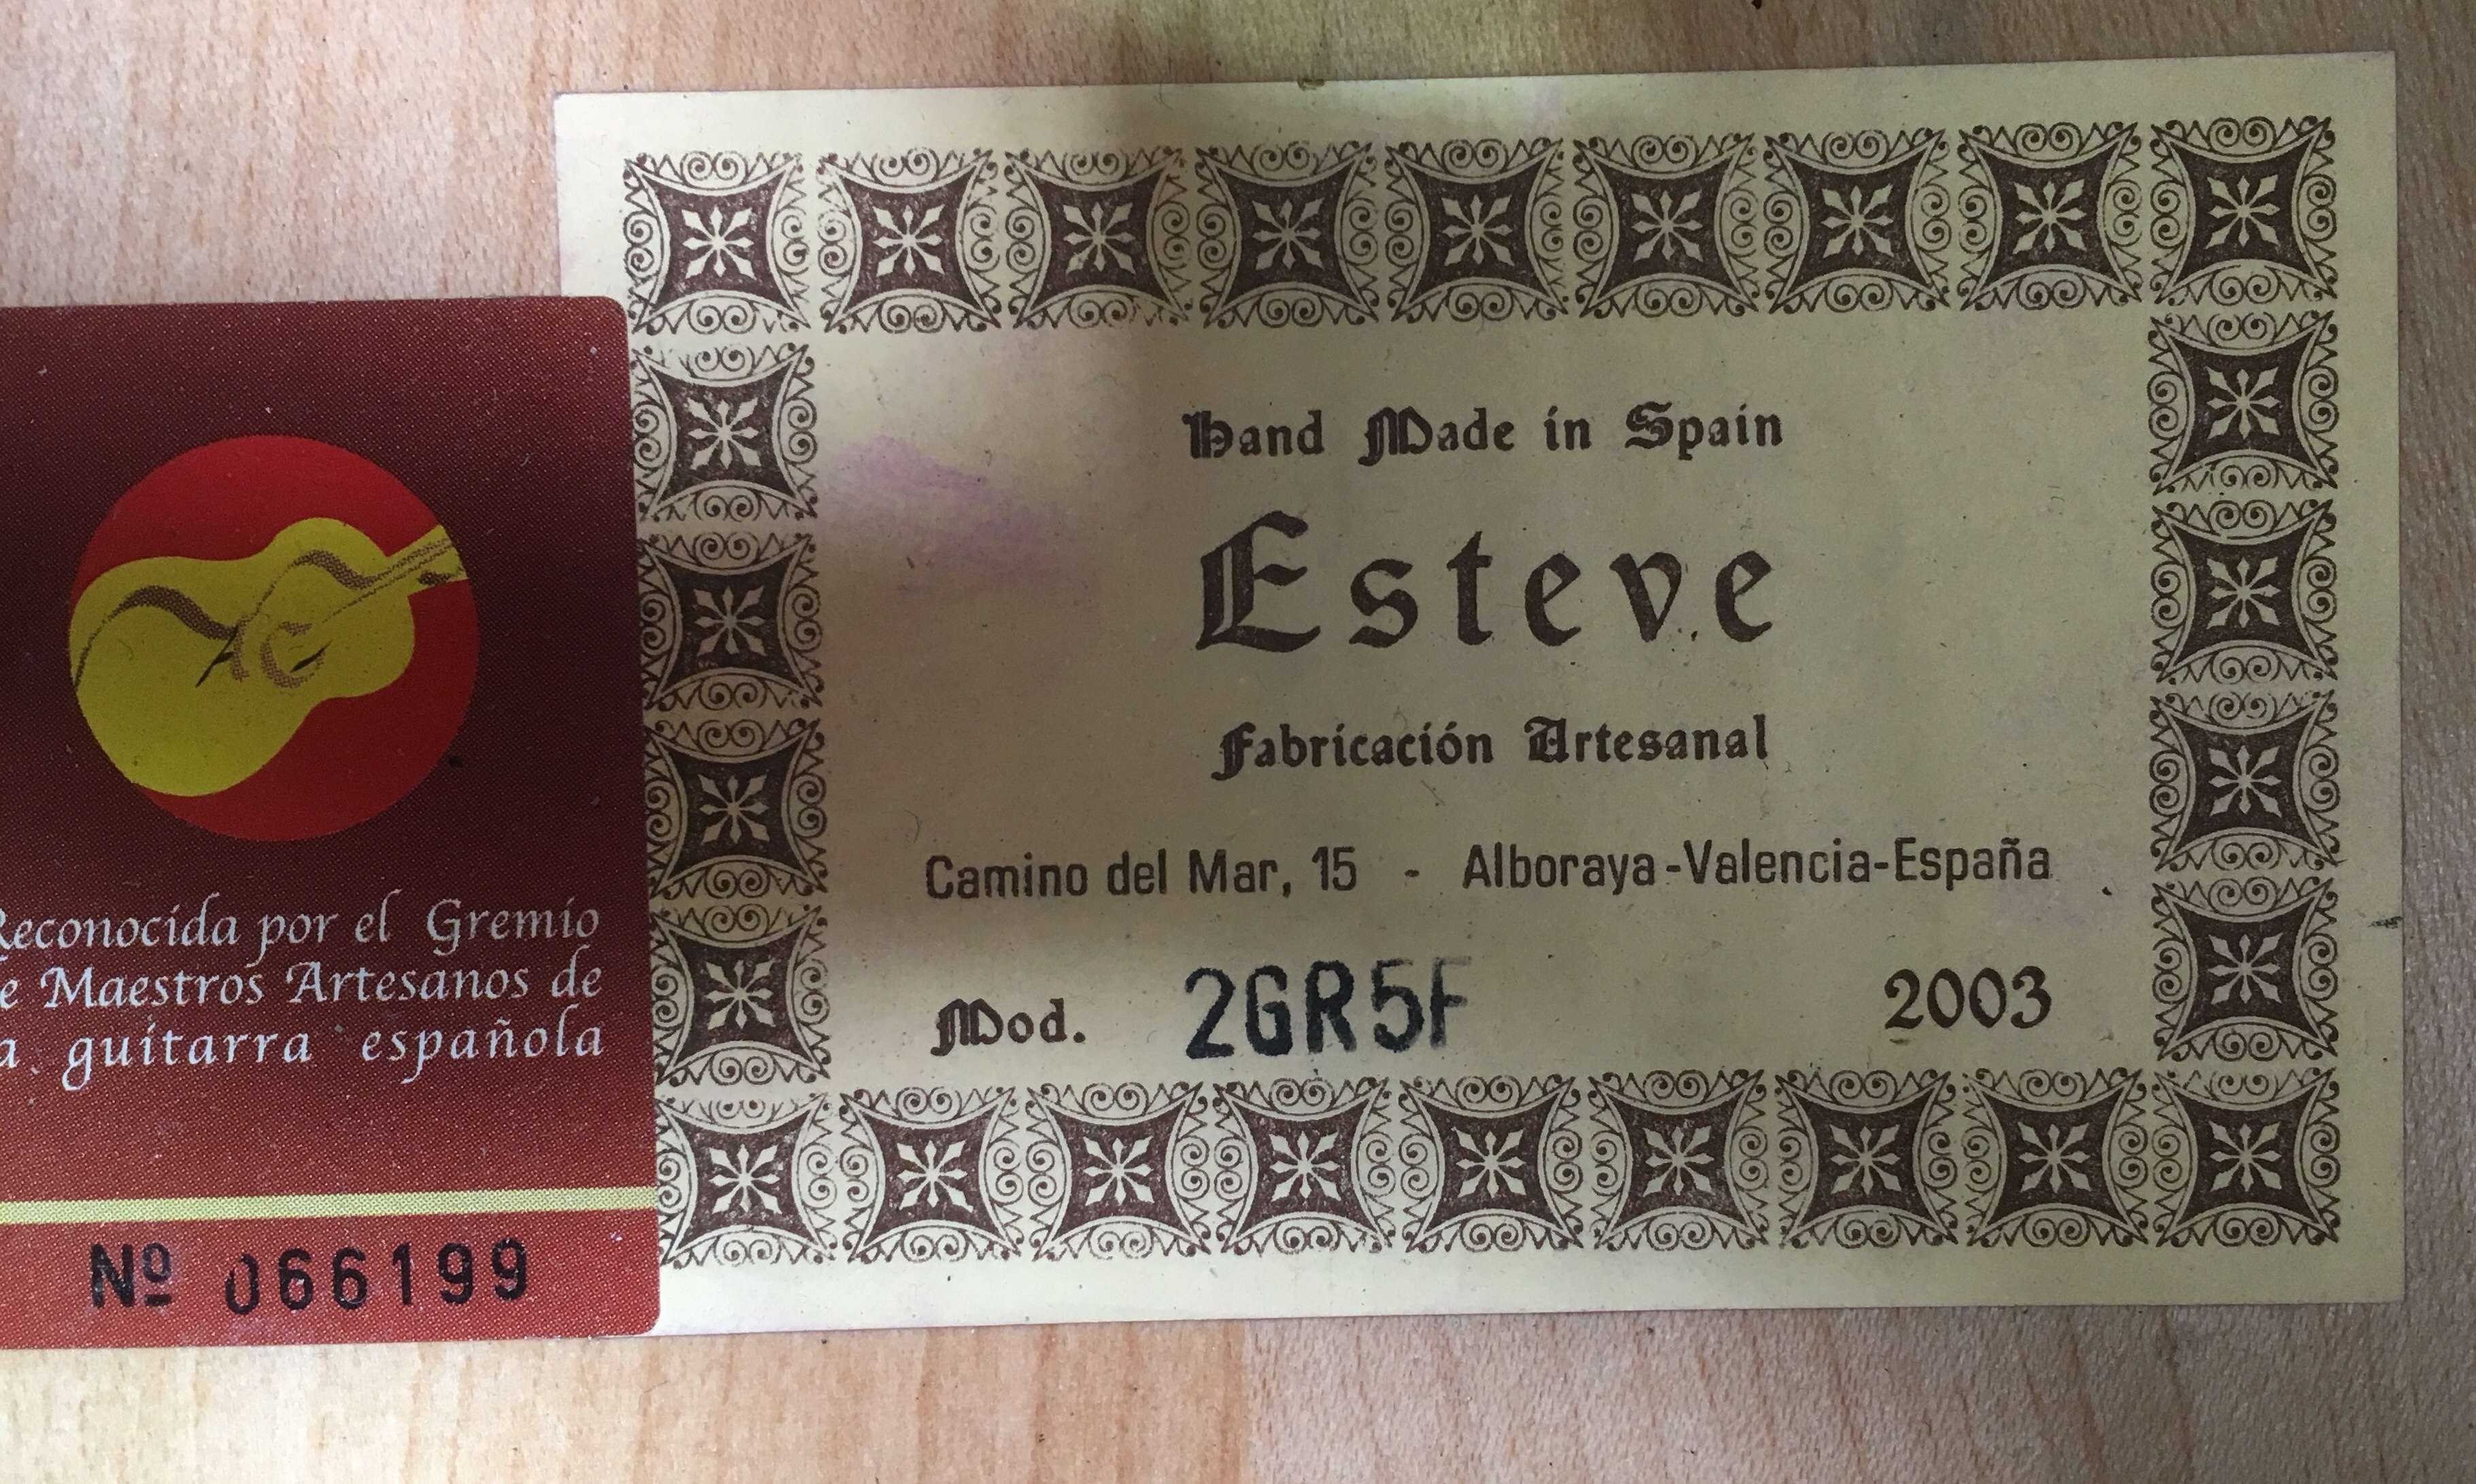 AG
Reconocida por el Gremio
Maestros Artesanos de
guitarra española
Nº 066199
Hand Made in Spain
Esteve
Fabricación Artesanal
Camino del Mar, 15 - Alboraya-Valencia-España
Mod. 2GR5F 2003